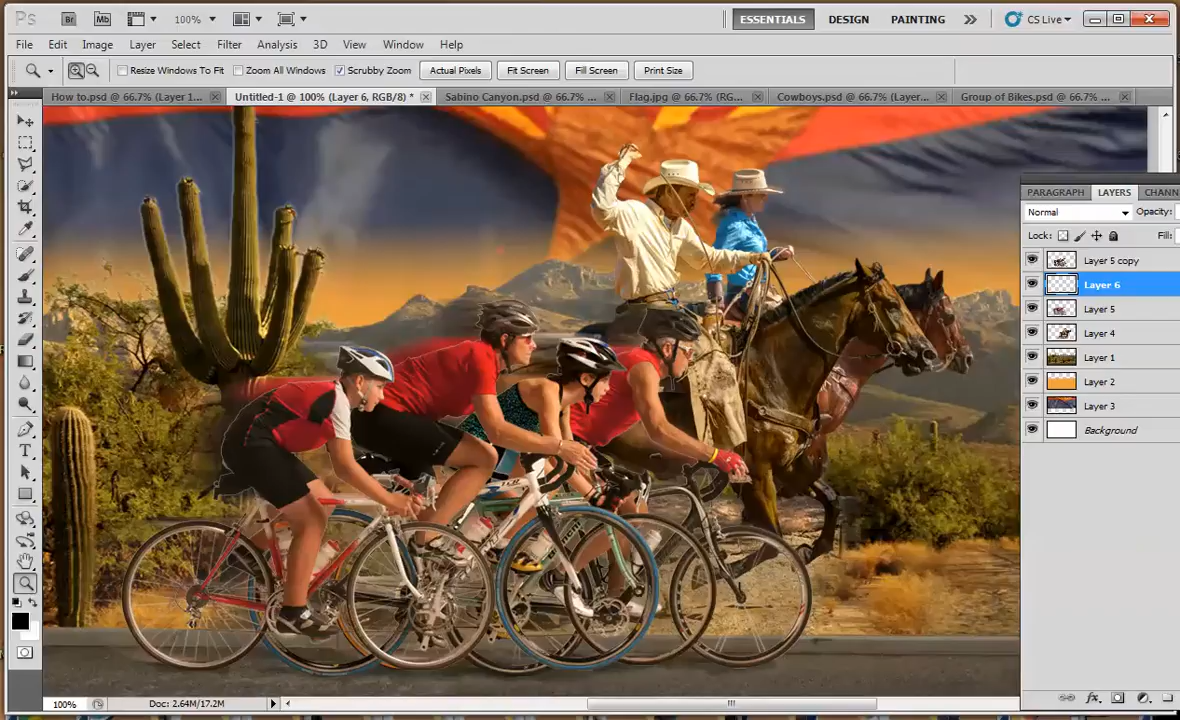 Ps Br Mb 100% ESSENTIALS DESIGN PAINTING CS Live
File Edit Image Layer Select Filter Analysis 3D View Window Help
Resize Windows To Fit Zoom All Windows Scrubby Zoom Actual Pixels Fit Screen Fill Screen Print Size
How to.psd @ 66.7% (Layer 1... Untitled-1 @ 100% (Layer 6, RGB/8) * Sabino Canyon.psd @ 66.7% ... Flag.jpg @ 66.7% (RG... Cowboys.psd @ 66.7% (Layer... Group of Bikes.psd @ 66.7% ...
PARAGRAPH LAYERS CHANN
Normal Opacity:
Lock: Fill:
Layer 5 copy
Layer 6
Layer 5
Layer 4
Layer 1
Layer 2
Layer 3
Background
T
fx
100% Doc: 2.64M/17.2M